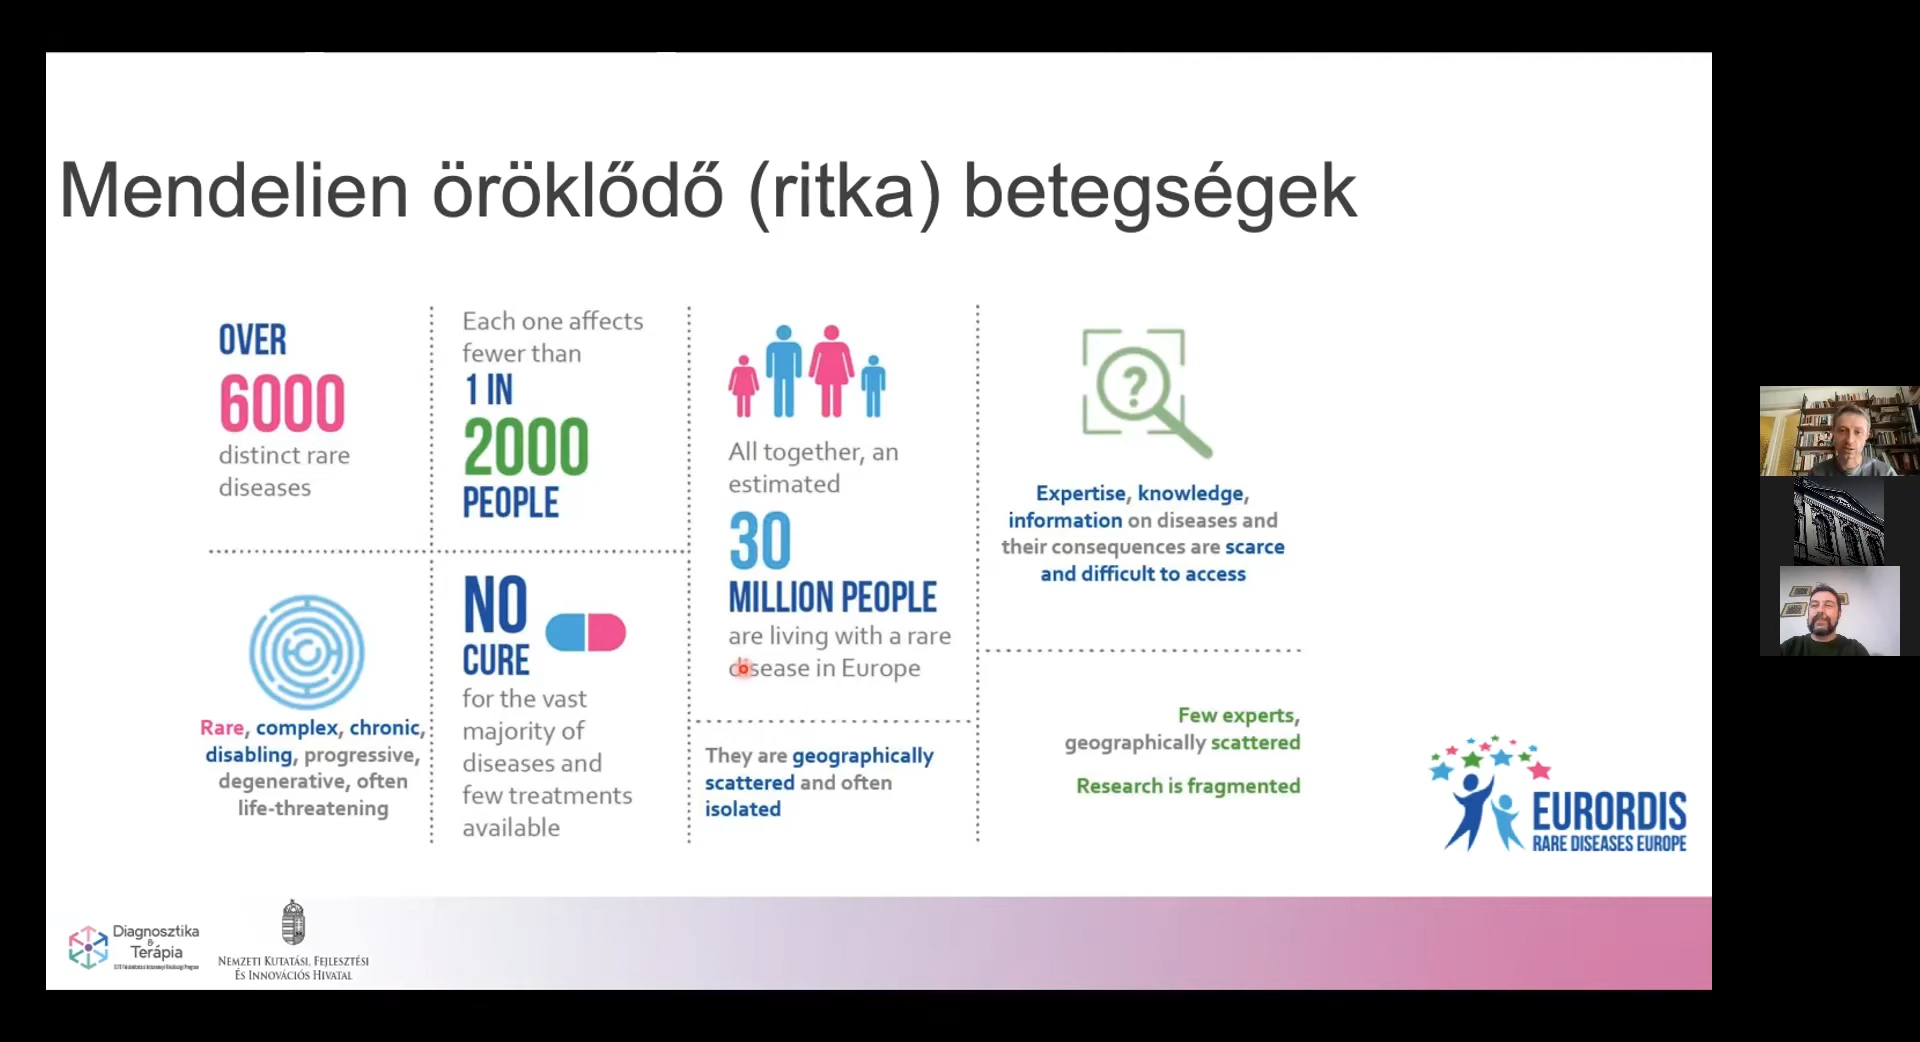 Mendelien öröklődő (ritka) betegségek
OVER
6000
distinct rare
diseases
Each one affects
fewer than
1 IN
2000
PEOPLE
All together, an
estimated
30
MILLION PEOPLE
are living with a rare
disease in Europe
Expertise, knowledge,
information on diseases and
their consequences are scarce
and difficult to access
Rare, complex, chronic,
disabling, progressive,
degenerative, often
life-threatening
NO
CURE
for the vast
majority of
diseases and
few treatments
available
They are geographically
scattered and often
isolated
Few experts,
geographically scattered
Research is fragmented
EURORDIS
RARE DISEASES EUROPE
Diagnosztika
&
Terápia
NEMZETI KUTATÁSI, FEJLESZTÉSI
ÉS INNOVÁCIÓS HIVATAL